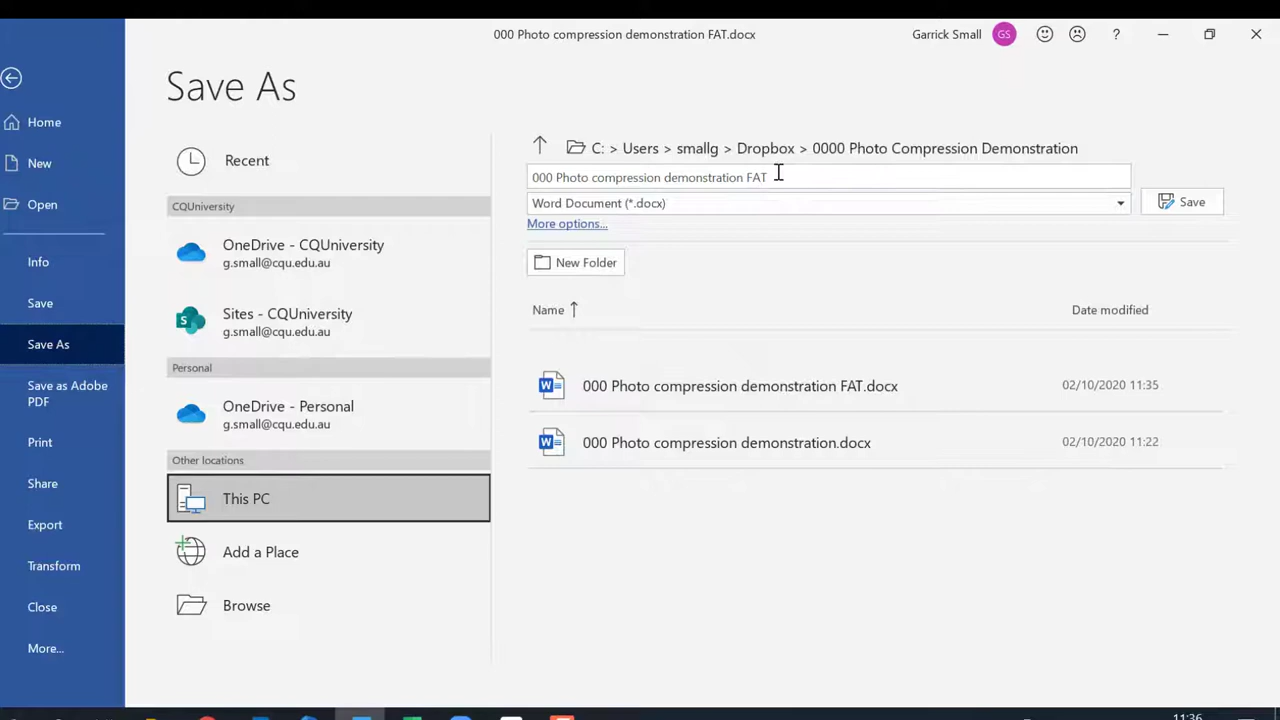 000 Photo compression demonstration FAT.docx
Garrick Small
GS
?
Save As
Home
New
Open
Info
Save
Save As
Save as Adobe
PDF
Print
Share
Export
Transform
Close
More...
Recent
CQUniversity
OneDrive - CQUniversity
g.small@cqu.edu.au
Sites - CQUniversity
g.small@cqu.edu.au
Personal
OneDrive - Personal
g.small@cqu.edu.au
Other locations
This PC
Add a Place
Browse
C: > Users > smallg > Dropbox > 0000 Photo Compression Demonstration
000 Photo compression demonstration FAT
Word Document (*.docx)
Save
More options...
New Folder
Name
Date modified
000 Photo compression demonstration FAT.docx
02/10/2020 11:35
000 Photo compression demonstration.docx
02/10/2020 11:22
11:36